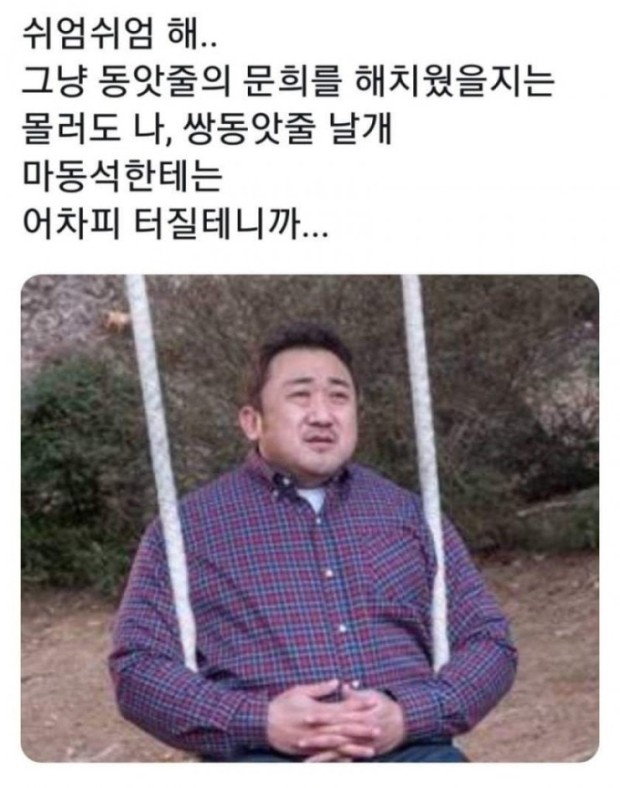 쉬엄쉬엄 해..
그냥 동앗줄의 문희를 해치웠을지는
몰러도 나, 쌍동앗줄 날개
마동석한테는
어차피 터질테니까...